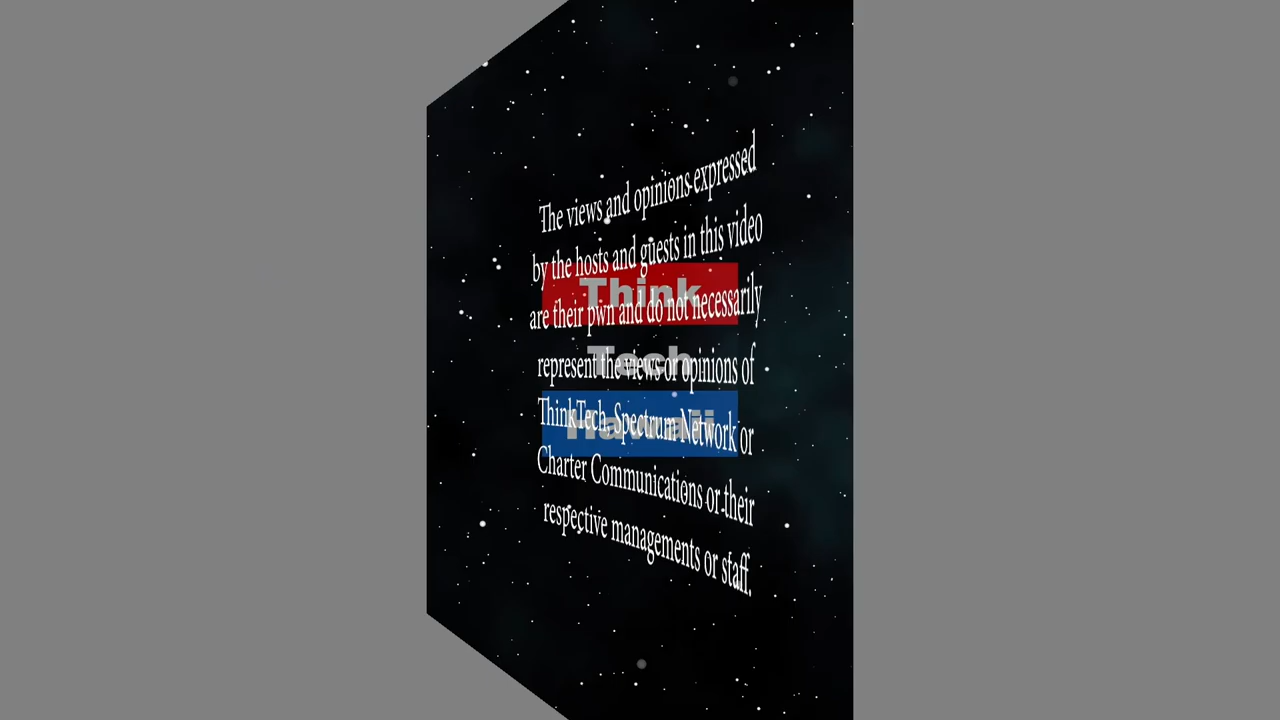 The views and opinions expressed
by the hosts and guests in this video
Think
are their pwn and do not necessarily
Tech
represent the views or opinions of
ThinkTech, Spectrum Network or
Hawaii
Charter Communications or their
respective managements or staff.